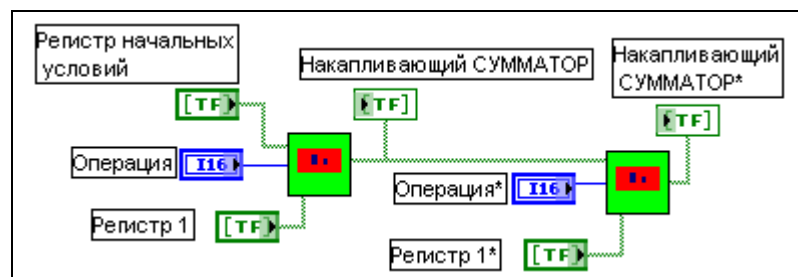 Регистр начальных
условий
Накапливающий СУММАТОР
Накапливающий
СУММАТОР*
[TF]
[TF]
[TF]
Операция
I16
Операция*
I16
Регистр 1
[TF]
Регистр 1*
[TF]